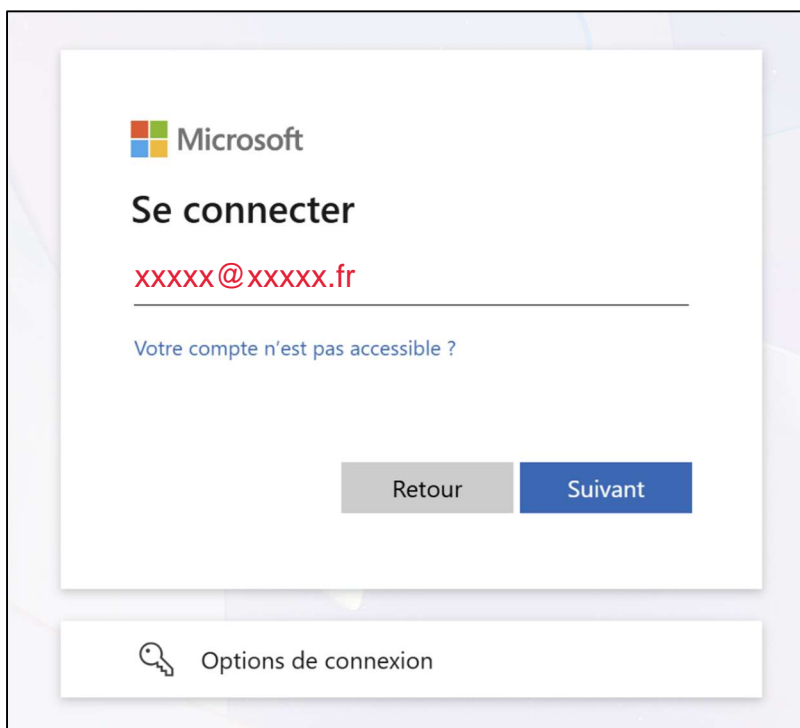 Microsoft
Se connecter
xxxxx@xxxxx.fr
Votre compte n'est pas accessible ?
Retour
Suivant
Options de connexion